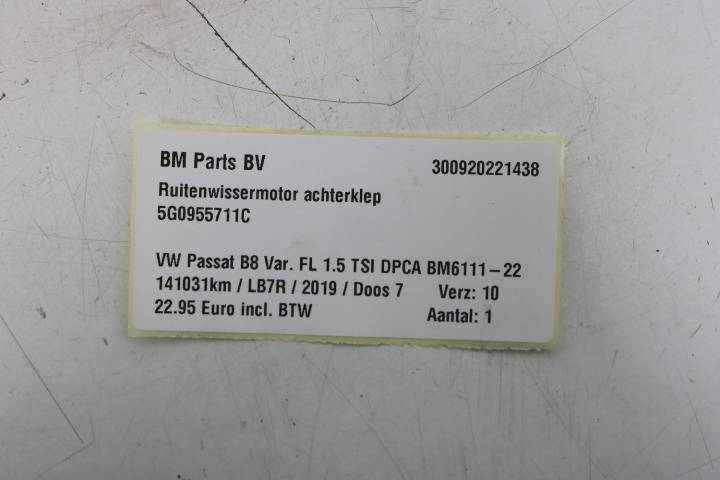 BM Parts BV 300920221438
Ruitenwissermotor achterklep
5G0955711C
VW Passat B8 Var. FL 1.5 TSI DPCA BM6111-22
141031km / LB7R / 2019 / Doos 7 Verz: 10
22.95 Euro incl. BTW Aantal: 1